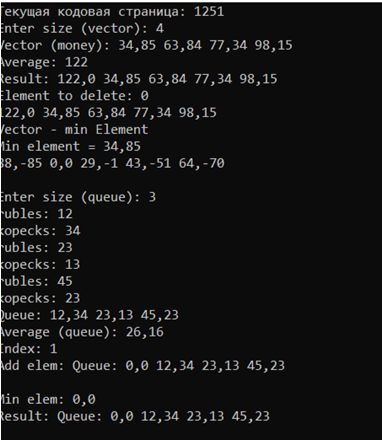 Текущая кодовая страница: 1251
Enter size (vector): 4
Vector (money): 34,85 63,84 77,34 98,15
Average: 122
Result: 122,0 34,85 63,84 77,34 98,15
Element to delete: 0
122,0 34,85 63,84 77,34 98,15
Vector - min Element
Min element = 34,85
88,-85 0,0 29,-1 43,-51 64,-70
Enter size (queue): 3
rubles: 12
kopecks: 34
rubles: 23
kopecks: 13
rubles: 45
kopecks: 23
Queue: 12,34 23,13 45,23
Average (queue): 26,16
Index: 1
Add elem: Queue: 0,0 12,34 23,13 45,23
Min elem: 0,0
Result: Queue: 0,0 12,34 23,13 45,23